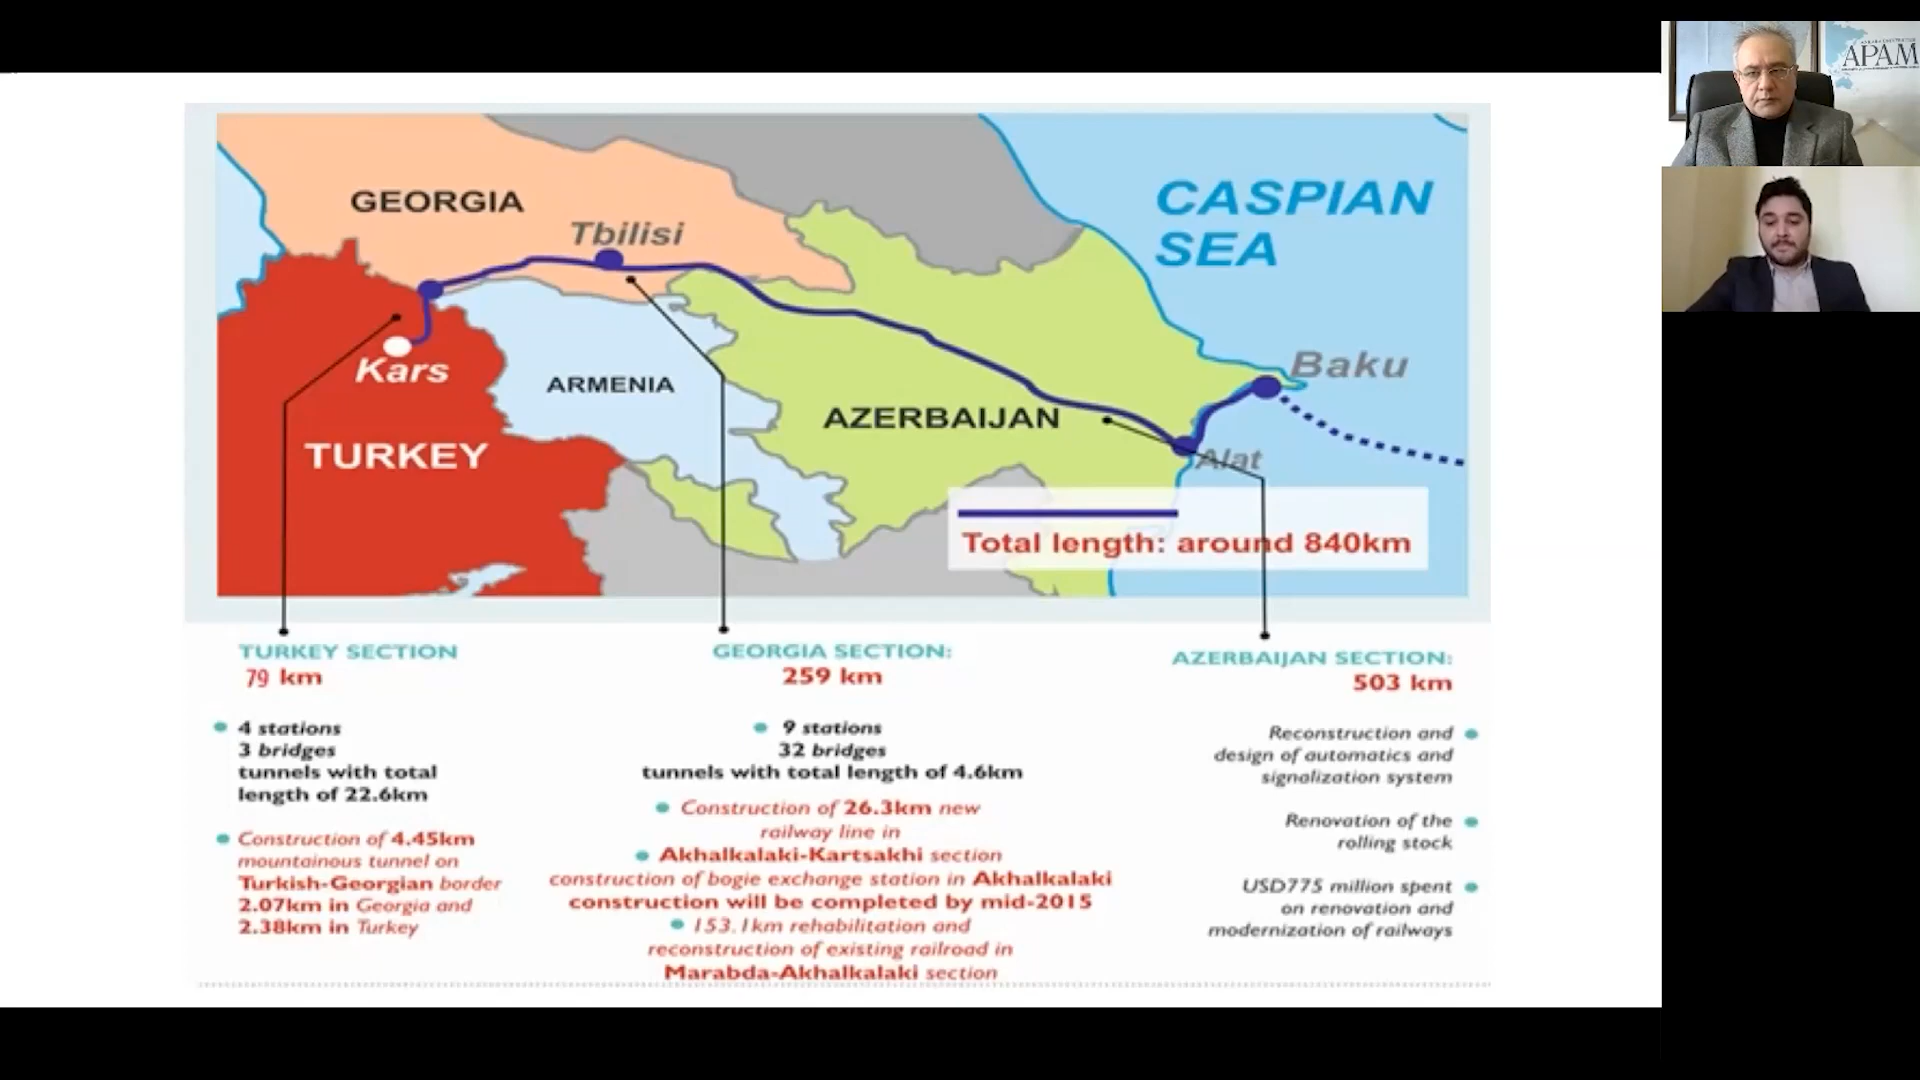 GEORGIA
Tbilisi
CASPIAN
SEA
Kars
ARMENIA
Baku
AZERBAIJAN
TURKEY
Alat
Total length: around 840km
TURKEY SECTION
79 km
4 stations
3 bridges
tunnels with total
length of 22.6km
Construction of 4.45km
mountainous tunnel on
Turkish-Georgian border
2.07km in Georgia and
2.38km in Turkey
GEORGIA SECTION:
259 km
9 stations
32 bridges
tunnels with total length of 4.6km
Construction of 26.3km new
railway line in
Akhalkalaki-Kartsakhi section
construction of bogie exchange station in Akhalkalaki
construction will be completed by mid-2015
153.1km rehabilitation and
reconstruction of existing railroad in
Marabda-Akhalkalaki section
AZERBAIJAN SECTION:
503 km
Reconstruction and
design of automatics and
signalization system
Renovation of the
rolling stock
USD775 million spent
on renovation and
modernization of railways
APAM